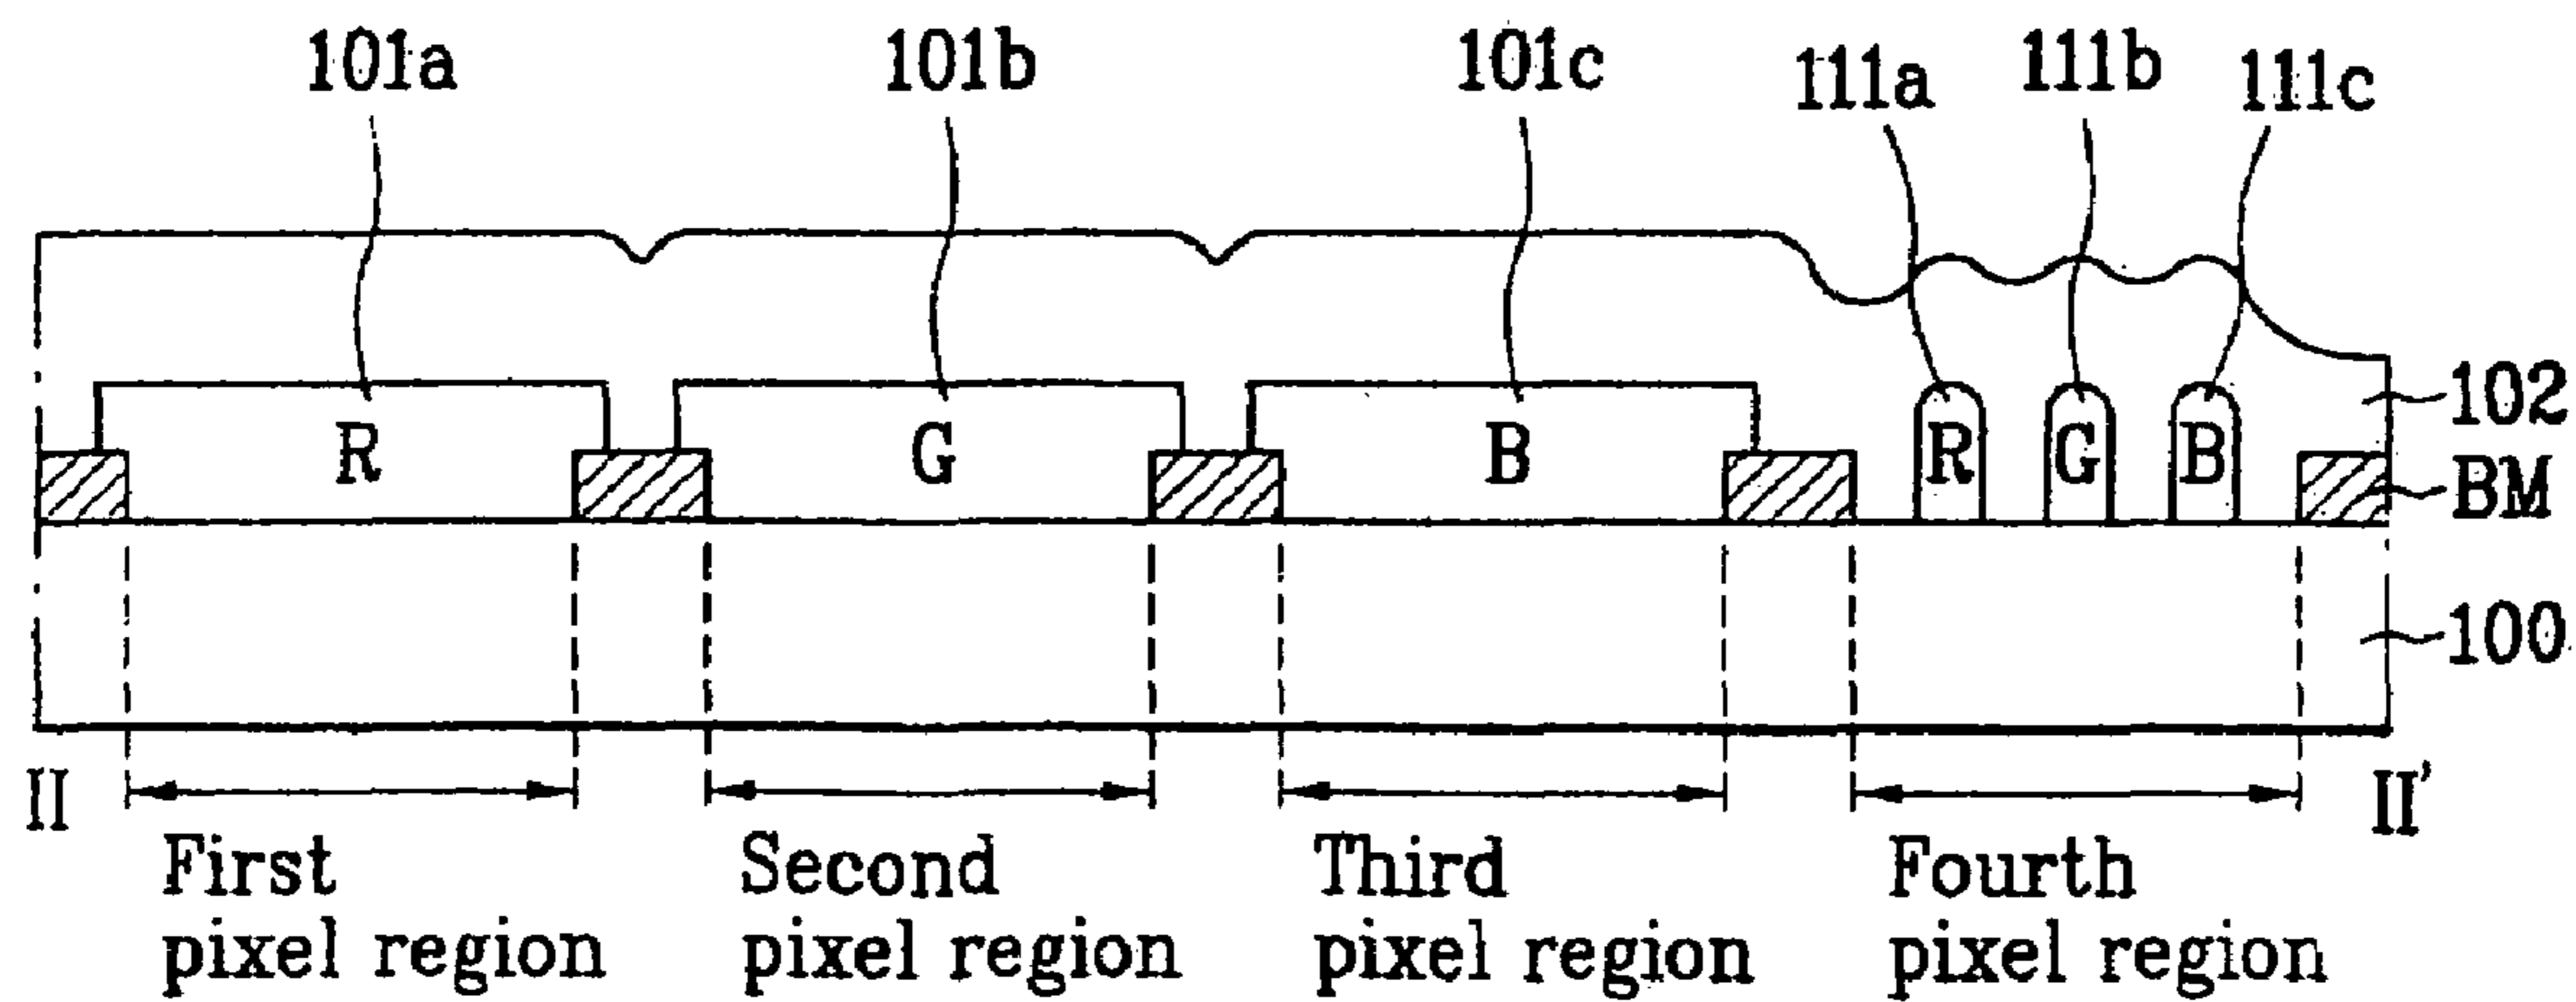 101a 101b 101c 111a 111b 111c
R G B R G B
102
BM
100
II II'
First Second Third Fourth
pixel region pixel region pixel region pixel region